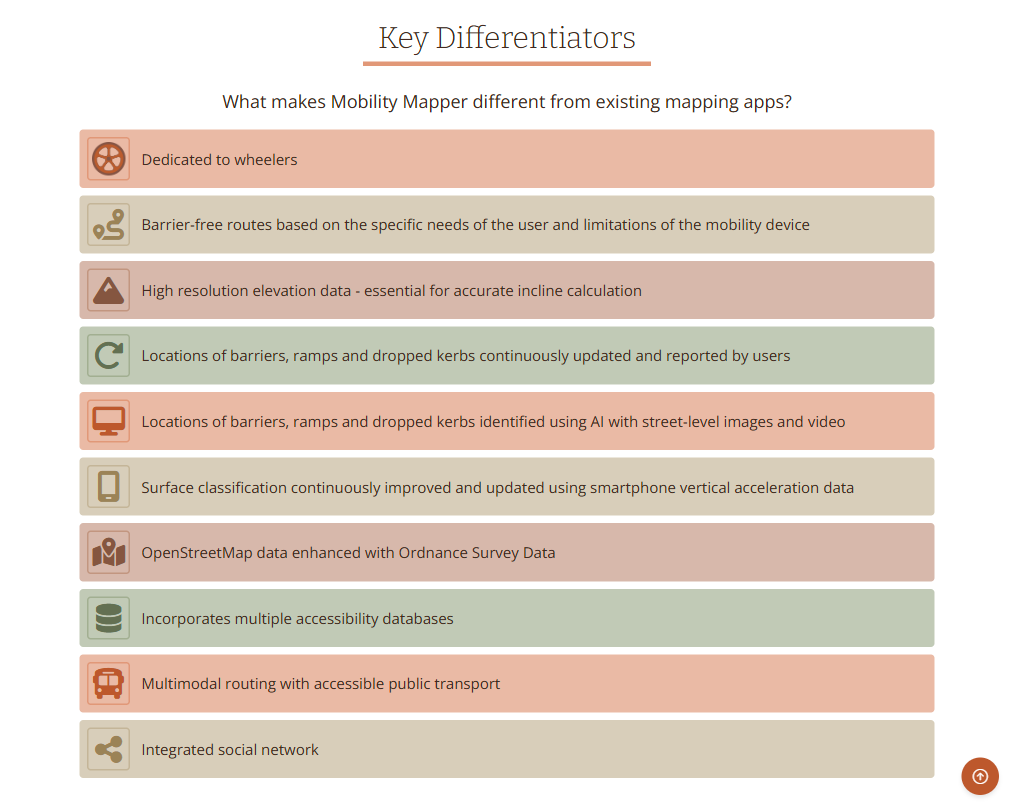 Key Differentiators
What makes Mobility Mapper different from existing mapping apps?
Dedicated to wheelers
Barrier-free routes based on the specific needs of the user and limitations of the mobility device
High resolution elevation data - essential for accurate incline calculation
Locations of barriers, ramps and dropped kerbs continuously updated and reported by users
Locations of barriers, ramps and dropped kerbs identified using AI with street-level images and video
Surface classification continuously improved and updated using smartphone vertical acceleration data
OpenStreetMap data enhanced with Ordnance Survey Data
Incorporates multiple accessibility databases
Multimodal routing with accessible public transport
Integrated social network